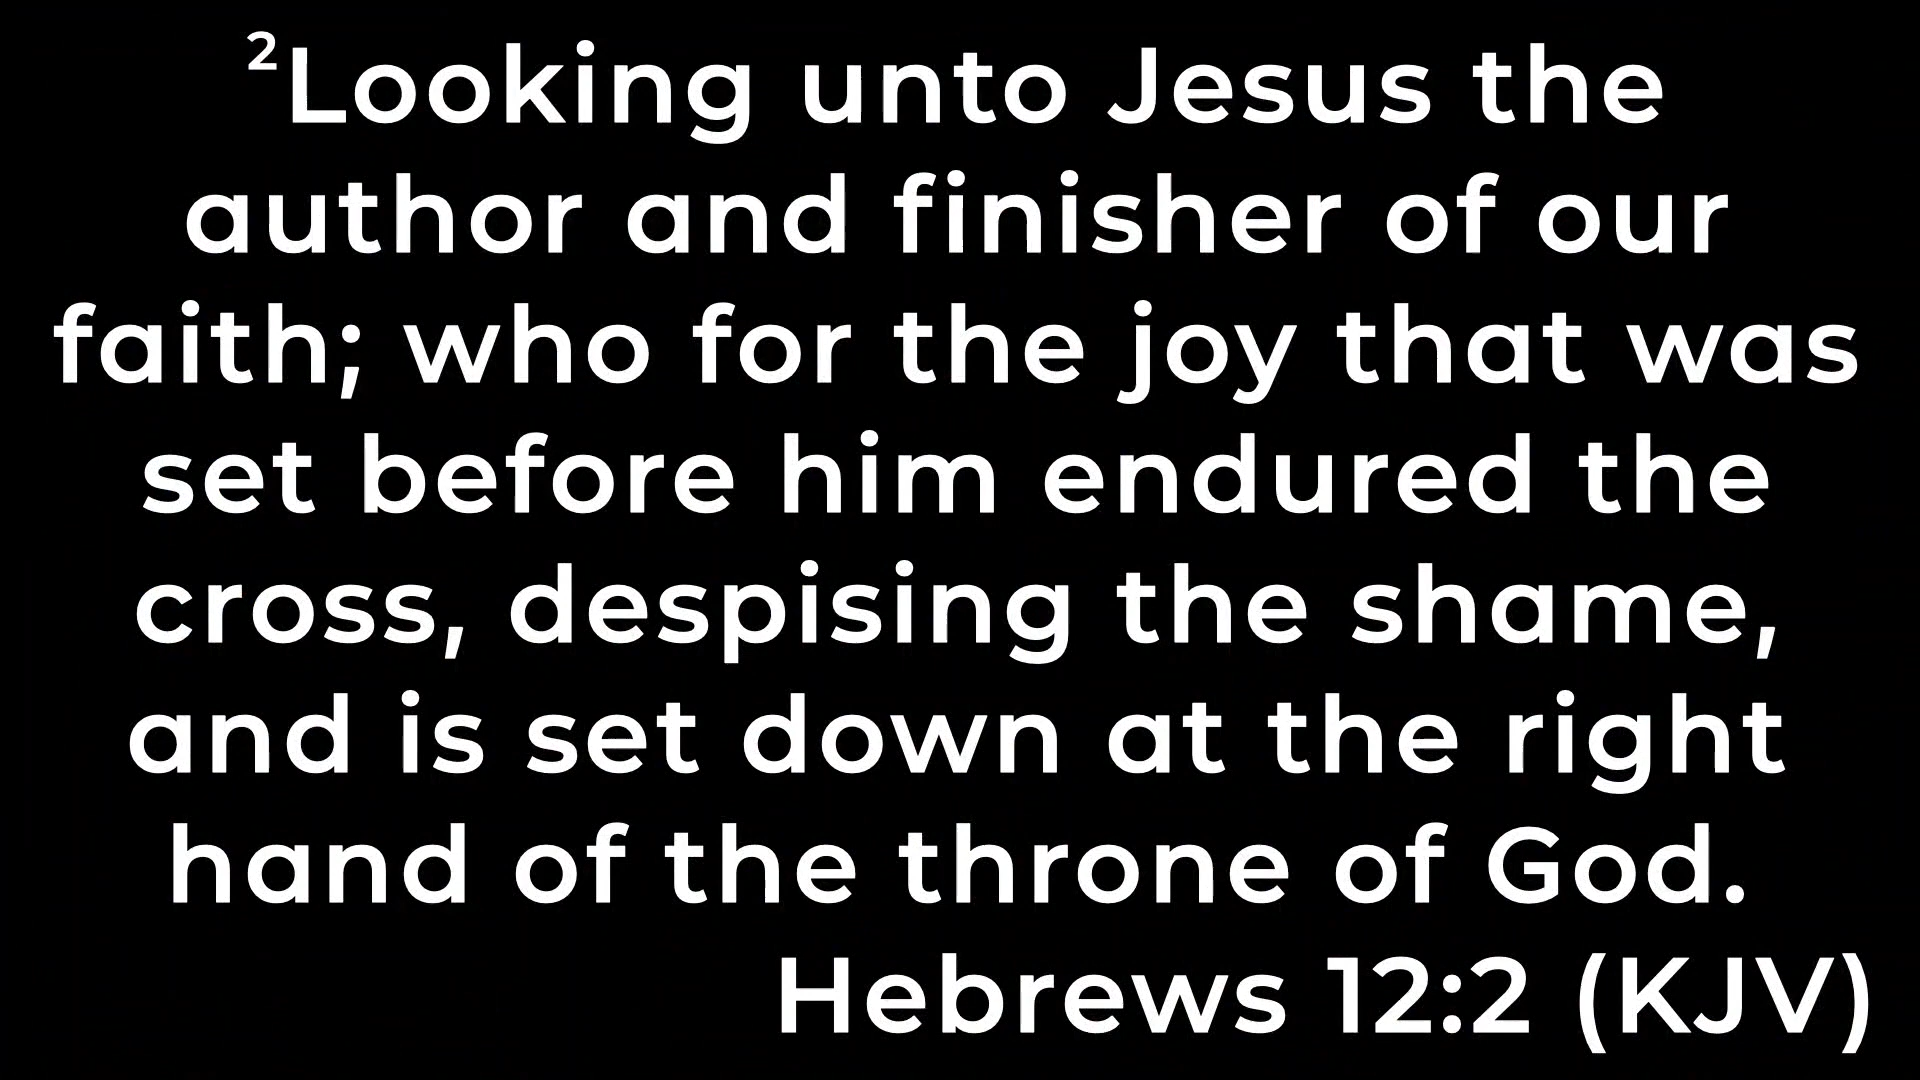 ²Looking unto Jesus the
author and finisher of our
faith; who for the joy that was
set before him endured the
cross, despising the shame,
and is set down at the right
hand of the throne of God.
Hebrews 12:2 (KJV)